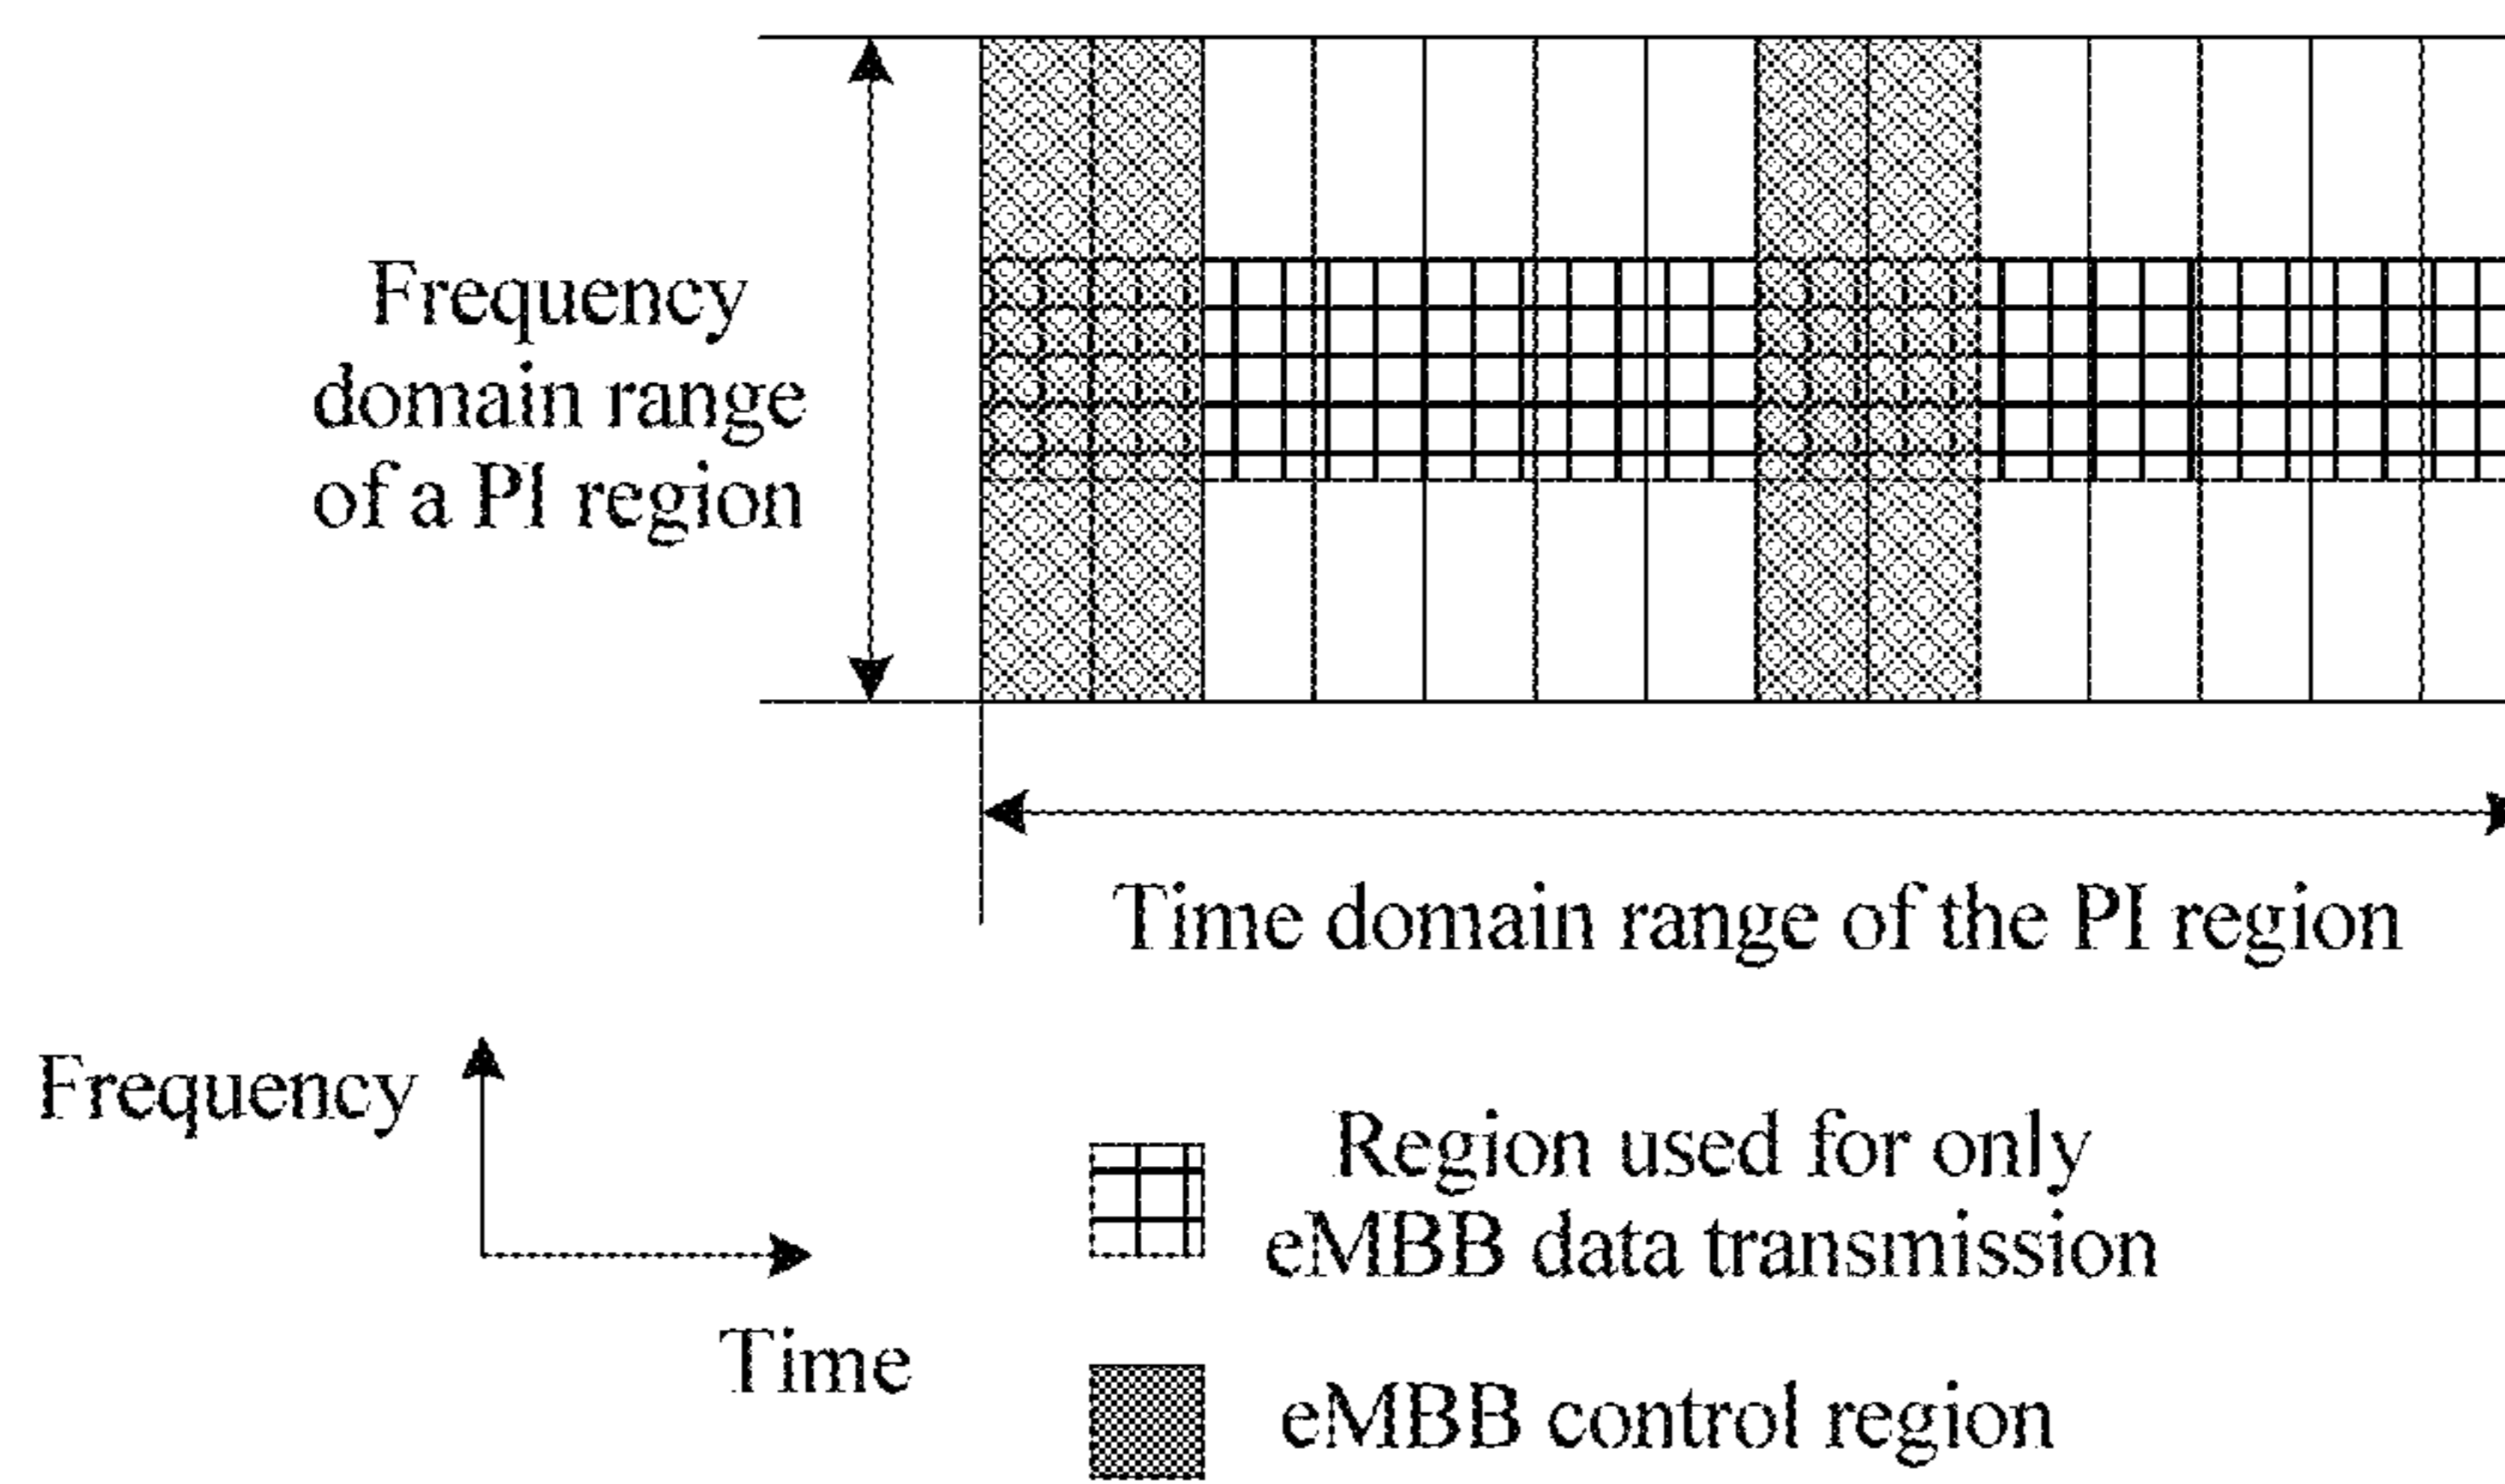 Frequency
domain range
of a PI region
Time domain range of the PI region
Frequency
Time
Region used for only
eMBB data transmission
eMBB control region